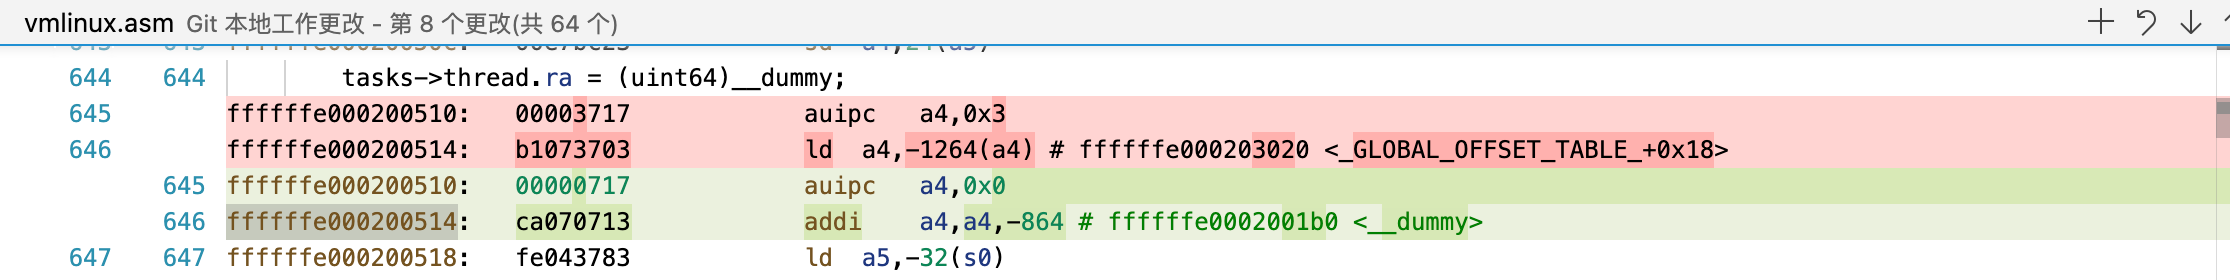 vmlinux.asm Git 本地工作更改 - 第 8 个更改(共 64 个)
644 644 tasks->thread.ra = (uint64)__dummy;
645 ffffffe000200510: 00003717 auipc a4,0x3
646 ffffffe000200514: b1073703 ld a4,-1264(a4) # ffffffe000203020 <_GLOBAL_OFFSET_TABLE_+0x18>
645 ffffffe000200510: 00000717 auipc a4,0x0
646 ffffffe000200514: ca070713 addi a4,a4,-864 # ffffffe0002001b0 <__dummy>
647 647 ffffffe000200518: fe043783 ld a5,-32(s0)